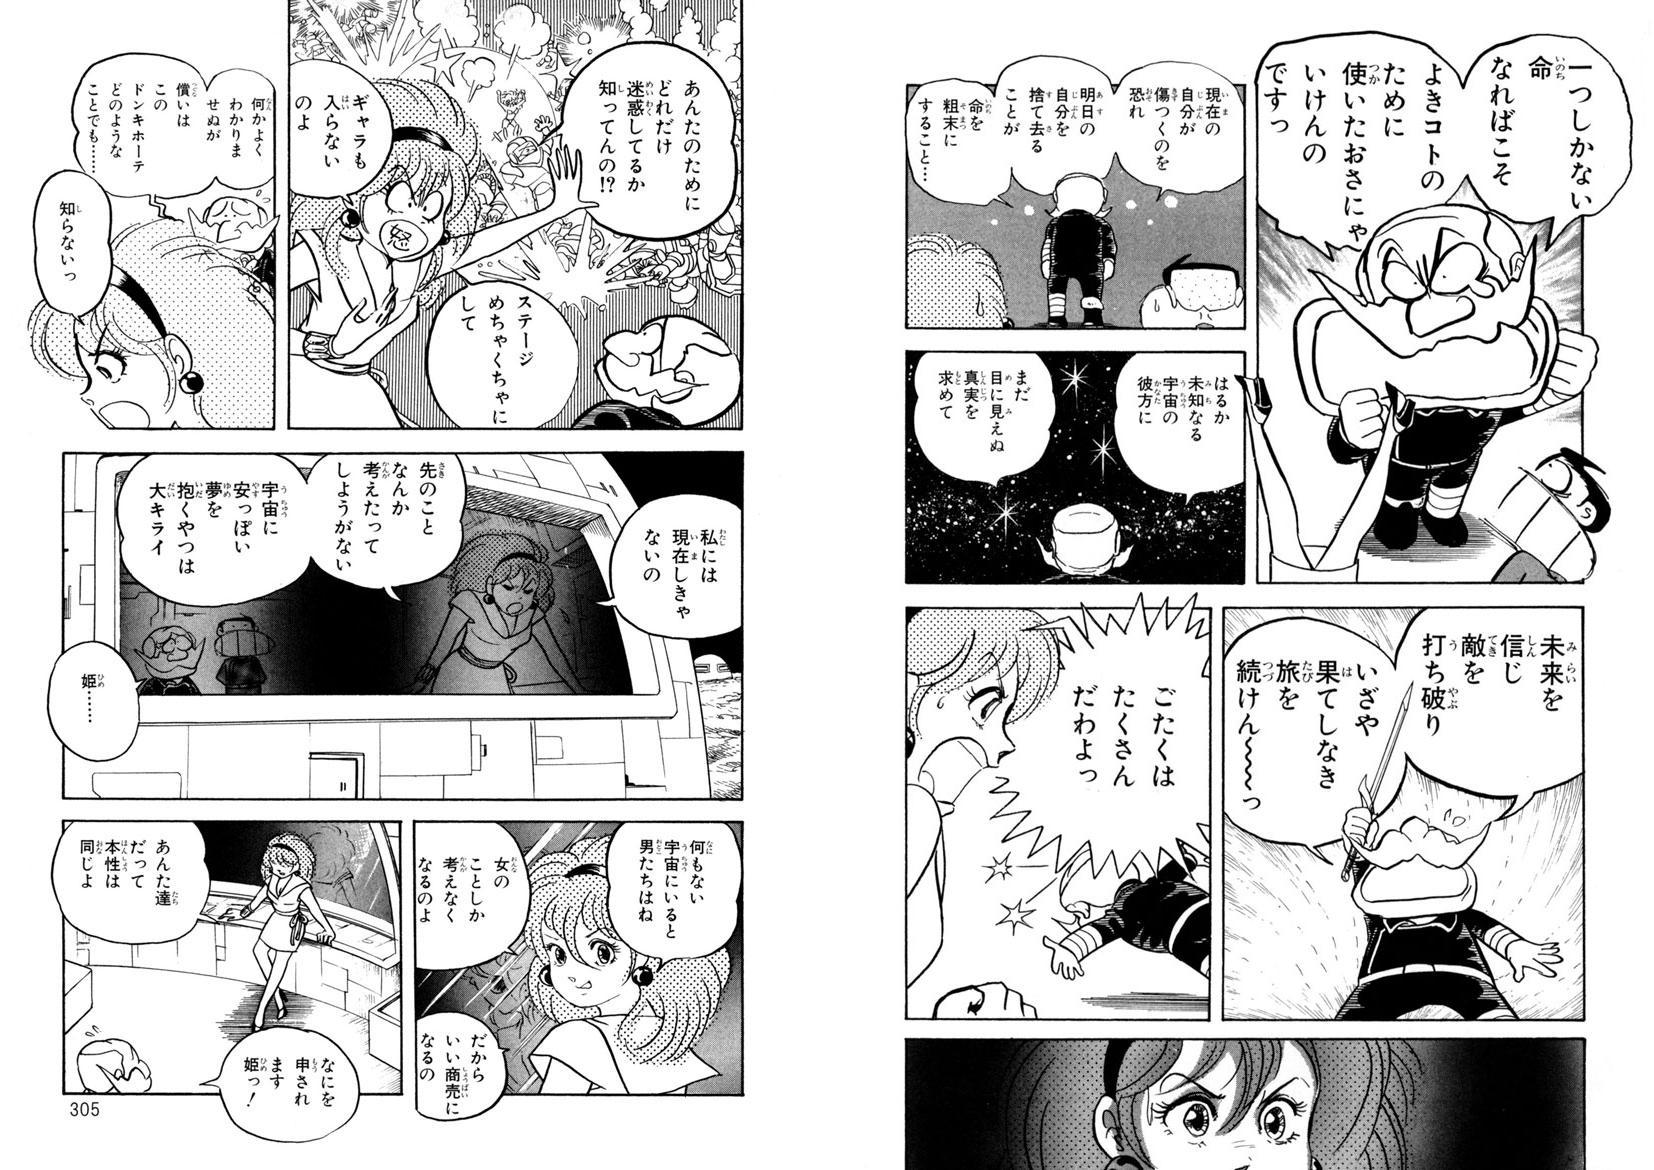 一つしかない
命
なればこそ
よきコトの
ために
使いたおさにゃ
いけんの
ですっ
現在の
自分が
傷つくのを
恐れ
明日の
自分を
捨て去る
ことが
命を
粗末に
すること…
はるか
未知なる
宇宙の
彼方に
まだ
目に見えぬ
真実を
求めて
未来を
信じ
敵を
打ち破り
いざや
果てしなき
旅を
続けん〜〜〜っ
ごたくは
たくさん
だわよっ
あんたのために
どれだけ
迷惑してるか
知ってんの!?
ギャラも
入らない
のよ
ステージ
めちゃくちゃに
して
何かよく
わかりま
せぬが
償いは
この
ドンキホーテ
どのような
ことでも……
知らないっ
私には
現在しきゃ
ないの
先のこと
なんか
考えたって
しようがない
宇宙に
安っぽい
夢を
抱くやつは
大キライ
姫……
何もない
宇宙にいると
男たちはね
女の
ことしか
考えなく
なるのよ
だから
いい商売に
なるの
あんた達
だって
本性は
同じよ
なにを
申され
ます
姫っ!
305